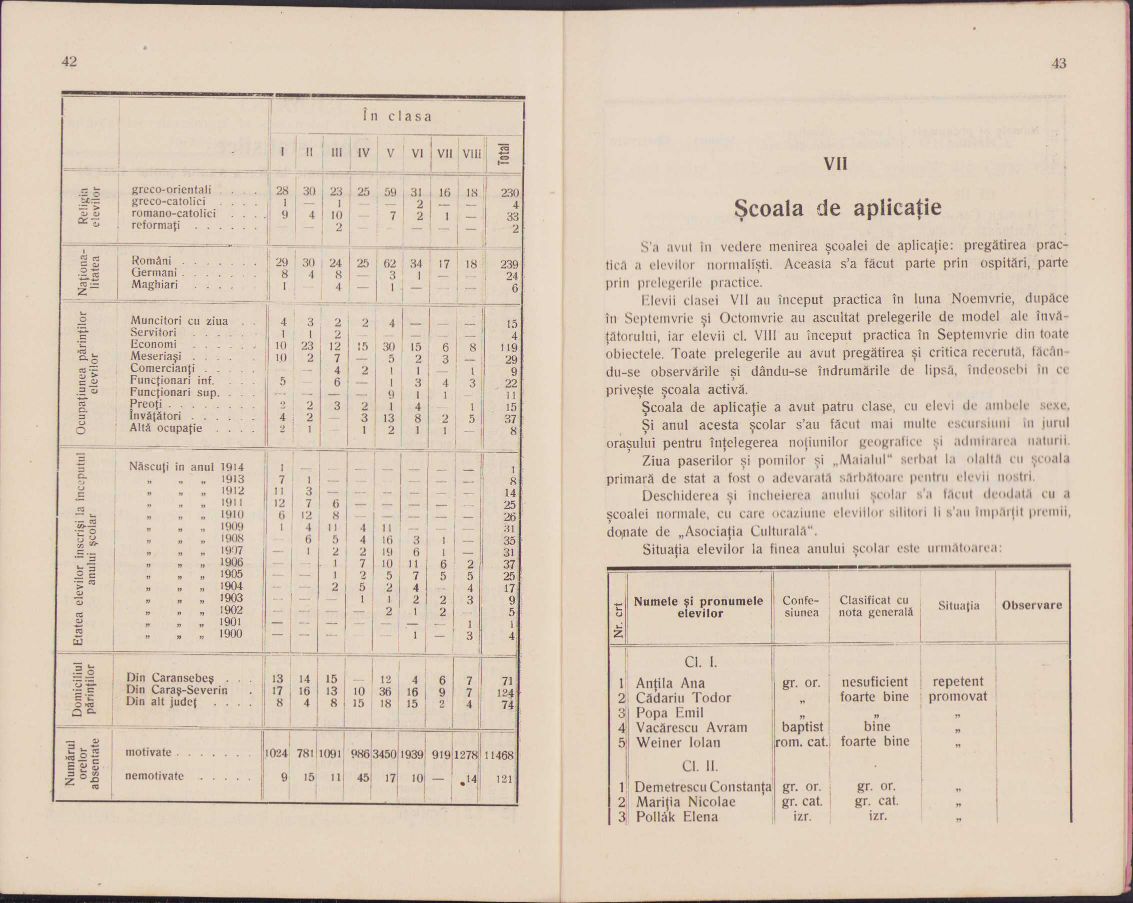 42
În clasa
I II III IV V VI VII VIII Total
Religia elevilor
greco-orientali . . . . 28 30 23 25 59 31 16 18 230
greco-catolici . . . . 1 — 1 — — 2 — — 4
romano-catolici . . . . 9 4 10 — 7 2 1 — 33
reformați . . . . . . — — 2 — — — — — 2
Naționalitatea
Români . . . . . . . 29 30 24 25 62 34 17 18 239
Germani . . . . . . . 8 4 8 — 3 1 — — 24
Maghiari . . . . 1 — 4 — 1 — — — 6
Ocupațiunea părinților elevilor
Muncitori cu ziua . . 4 3 2 2 4 — — — 15
Servitori . . . . . 1 1 2 — — — — — 4
Economi . . . . . 10 23 12 15 30 15 6 8 119
Meseriași . . . . . 10 2 7 — 5 2 3 — 29
Comercianți . . . . . — — 4 2 1 1 — 1 9
Funcționari inf. . . . 5 — 6 — 1 3 4 3 22
Funcționari sup. . . . — — — — 9 1 1 — 11
Preoți . . . . . . . . 2 2 3 2 1 4 — 1 15
Învățători . . . . . . 4 2 — 3 13 8 2 5 37
Altă ocupație . . . . 2 1 — 1 2 1 1 — 8
Etatea elevilor inscriși la începutul anului școlar
Născuți in anul 1914 1 — — — — — — — 1
„ „ „ 1913 7 1 — — — — — — 8
„ „ „ 1912 11 3 — — — — — — 14
„ „ „ 1911 12 7 6 — — — — — 25
„ „ „ 1910 6 12 8 — — — — — 26
„ „ „ 1909 1 4 11 4 11 — — — 31
„ „ „ 1908 — 6 5 4 16 3 1 — 35
„ „ „ 1907 — 1 2 2 19 6 1 — 31
„ „ „ 1906 — — 1 7 10 11 6 2 37
„ „ „ 1905 — — 1 2 5 7 5 5 25
„ „ „ 1904 — — 2 5 2 4 — 4 17
„ „ „ 1903 — — — 1 1 2 2 3 9
„ „ „ 1902 — — — — 2 1 2 — 5
„ „ „ 1901 — — — — — — — 1 1
„ „ „ 1900 — — — — — 1 — 3 4
Domiciliul părinților
Din Caransebeș . . . 13 14 15 — 12 4 6 7 71
Din Caraș-Severin . 17 16 13 10 36 16 9 7 124
Din alt județ . . . . 8 4 8 15 18 15 2 4 74
Numărul orelor absentate
motivate . . . . . . . 1024 781 1091 986 3450 1939 919 1278 11468
nemotivate . . . . . 9 15 11 45 17 10 — 14 121
43
VII
Școala de aplicație
S'a avut în vedere menirea școalei de aplicație: pregătirea prac-
tică a elevilor normaliști. Aceasta s'a făcut parte prin ospitări, parte
prin prelegerile practice.
Elevii clasei VII au început practica în luna Noemvrie, dupăce
în Septemvrie și Octomvrie au ascultat prelegerile de model ale învă-
țătorului, iar elevii cl. VIII au început practica în Septemvrie din toate
obiectele. Toate prelegerile au avut pregătirea și critica recerută, făcân-
du-se observările și dându-se îndrumările de lipsă, îndeosebi în ce
privește școala activă.
Școala de aplicație a avut patru clase, cu elevi de ambele sexe.
Și anul acesta școlar s'au făcut mai multe escursiuni in jurul
orașului pentru înțelegerea noțiunilor geografice și admirarea naturii.
Ziua paserilor și pomilor și „Maialul" serbat la olaltă cu școala
primară de stat a fost o adevarată sărbătoare pentru elevii noștri.
Deschiderea și incheierea anului școlar s'a făcut deodată cu a
școalei normale, cu care ocaziune eleviilor silitori li s'au împărțit premii,
donate de „Asociația Culturală".
Situația elevilor la finea anului școlar este următoarea:
Nr. crt Numele și pronumele elevilor Confe-siunea Clasificat cu nota generală Situația Observare
Cl. I.
1 Anțila Ana gr. or. nesuficient repetent
2 Cădariu Todor „ foarte bine promovat
3 Popa Emil „ „ „
4 Vacărescu Avram baptist bine „
5 Weiner Iolan rom. cat. foarte bine „
Cl. II.
1 Demetrescu Constanța gr. or. gr. or. „
2 Mariția Nicolae gr. cat. gr. cat. „
3 Pollák Elena izr. izr. „